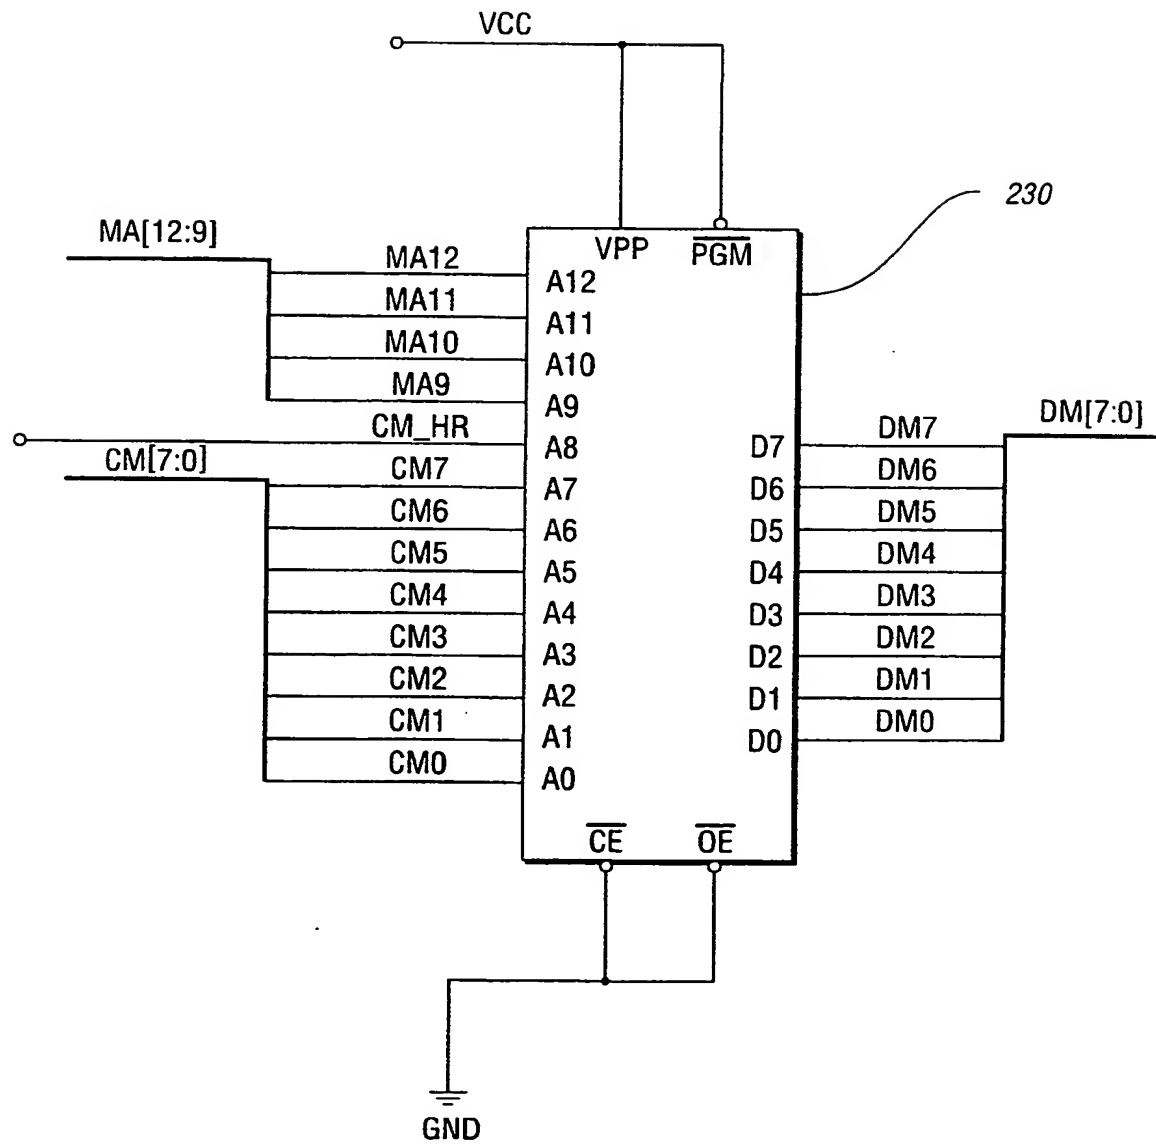 VCC
230
MA[12:9]
VPP
PGM
MA12
A12
MA11
A11
MA10
A10
MA9
A9
CM_HR
A8
CM[7:0]
CM7
A7
CM6
A6
CM5
A5
CM4
A4
CM3
A3
CM2
A2
CM1
A1
CM0
A0
DM[7:0]
D7
DM7
D6
DM6
D5
DM5
D4
DM4
D3
DM3
D2
DM2
D1
DM1
D0
DM0
CE
OE
GND